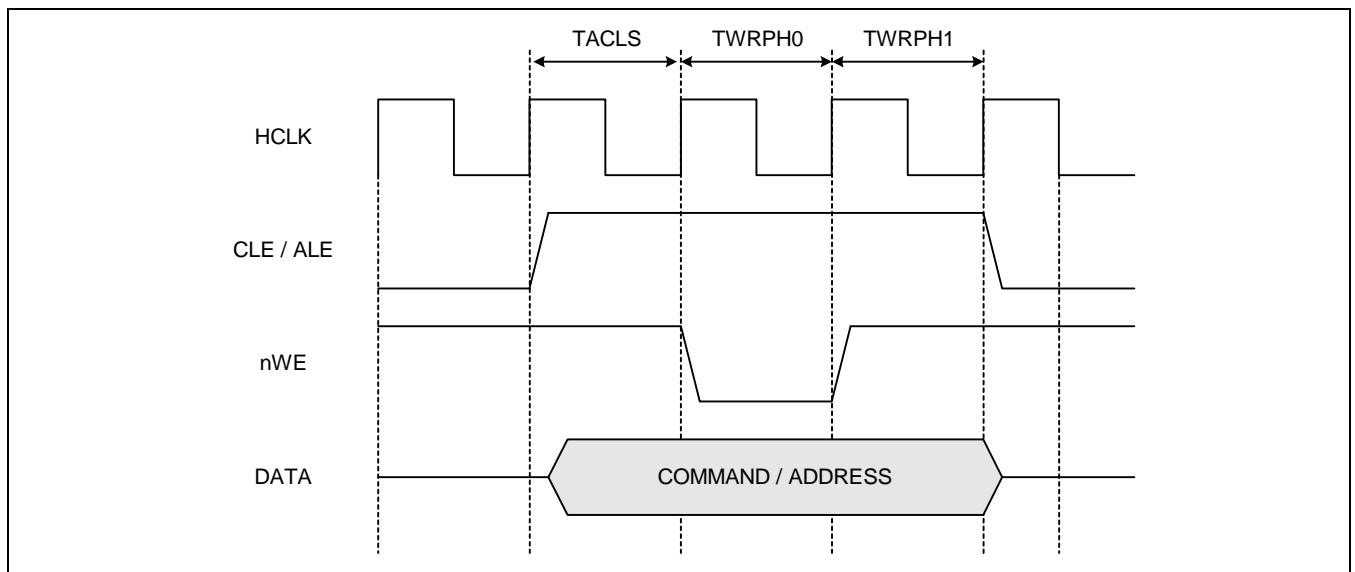 TACLS TWRPH0 TWRPH1
HCLK
CLE / ALE
nWE
DATA COMMAND / ADDRESS